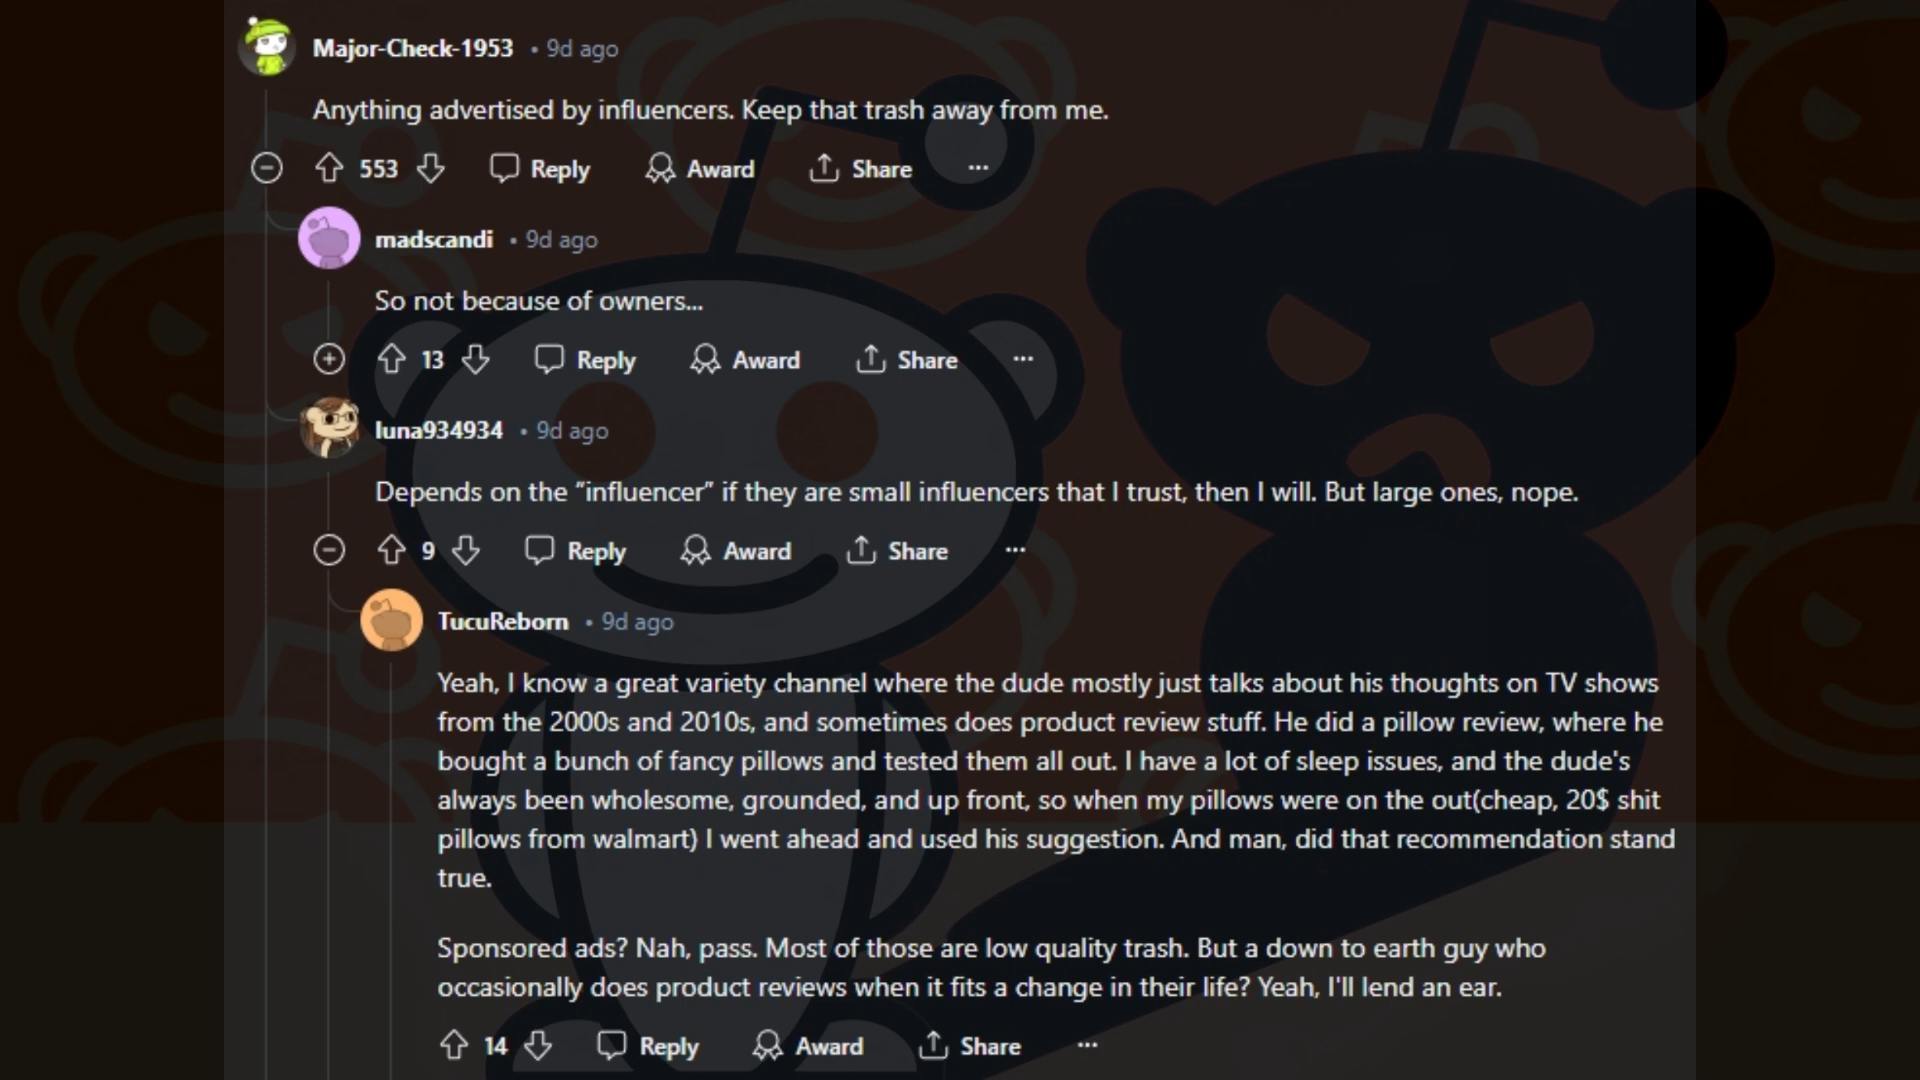 Major-Check-1953 • 9d ago
Anything advertised by influencers. Keep that trash away from me.
553 Reply Award Share ...
madscandi • 9d ago
So not because of owners...
13 Reply Award Share ...
luna934934 • 9d ago
Depends on the “influencer” if they are small influencers that I trust, then I will. But large ones, nope.
9 Reply Award Share ...
TucuReborn • 9d ago
Yeah, I know a great variety channel where the dude mostly just talks about his thoughts on TV shows
from the 2000s and 2010s, and sometimes does product review stuff. He did a pillow review, where he
bought a bunch of fancy pillows and tested them all out. I have a lot of sleep issues, and the dude's
always been wholesome, grounded, and up front, so when my pillows were on the out(cheap, 20$ shit
pillows from walmart) I went ahead and used his suggestion. And man, did that recommendation stand
true.
Sponsored ads? Nah, pass. Most of those are low quality trash. But a down to earth guy who
occasionally does product reviews when it fits a change in their life? Yeah, I'll lend an ear.
14 Reply Award Share ...